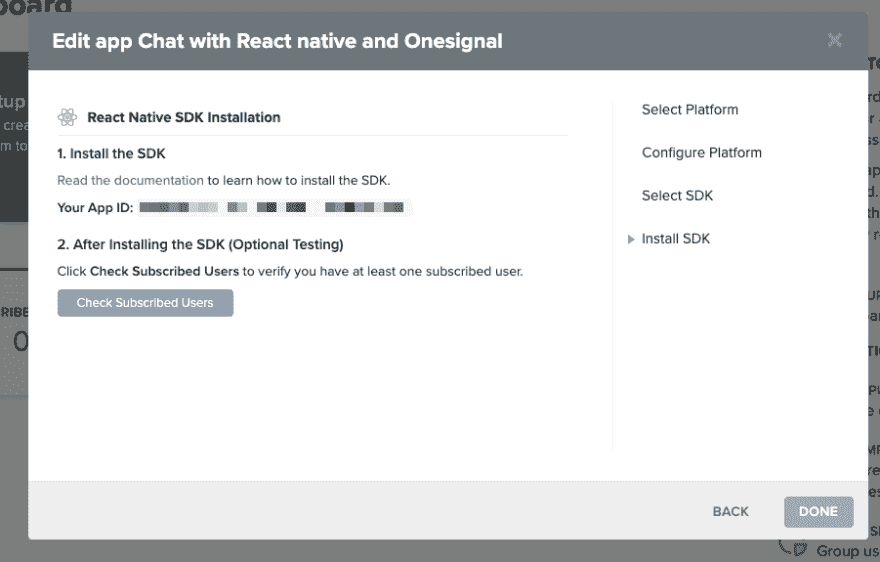 board
Edit app Chat with React native and Onesignal
React Native SDK Installation
1. Install the SDK
Read the documentation to learn how to install the SDK.
Your App ID:
2. After Installing the SDK (Optional Testing)
Click Check Subscribed Users to verify you have at least one subscribed user.
Check Subscribed Users
Select Platform
Configure Platform
Select SDK
Install SDK
BACK
DONE
0
Group us